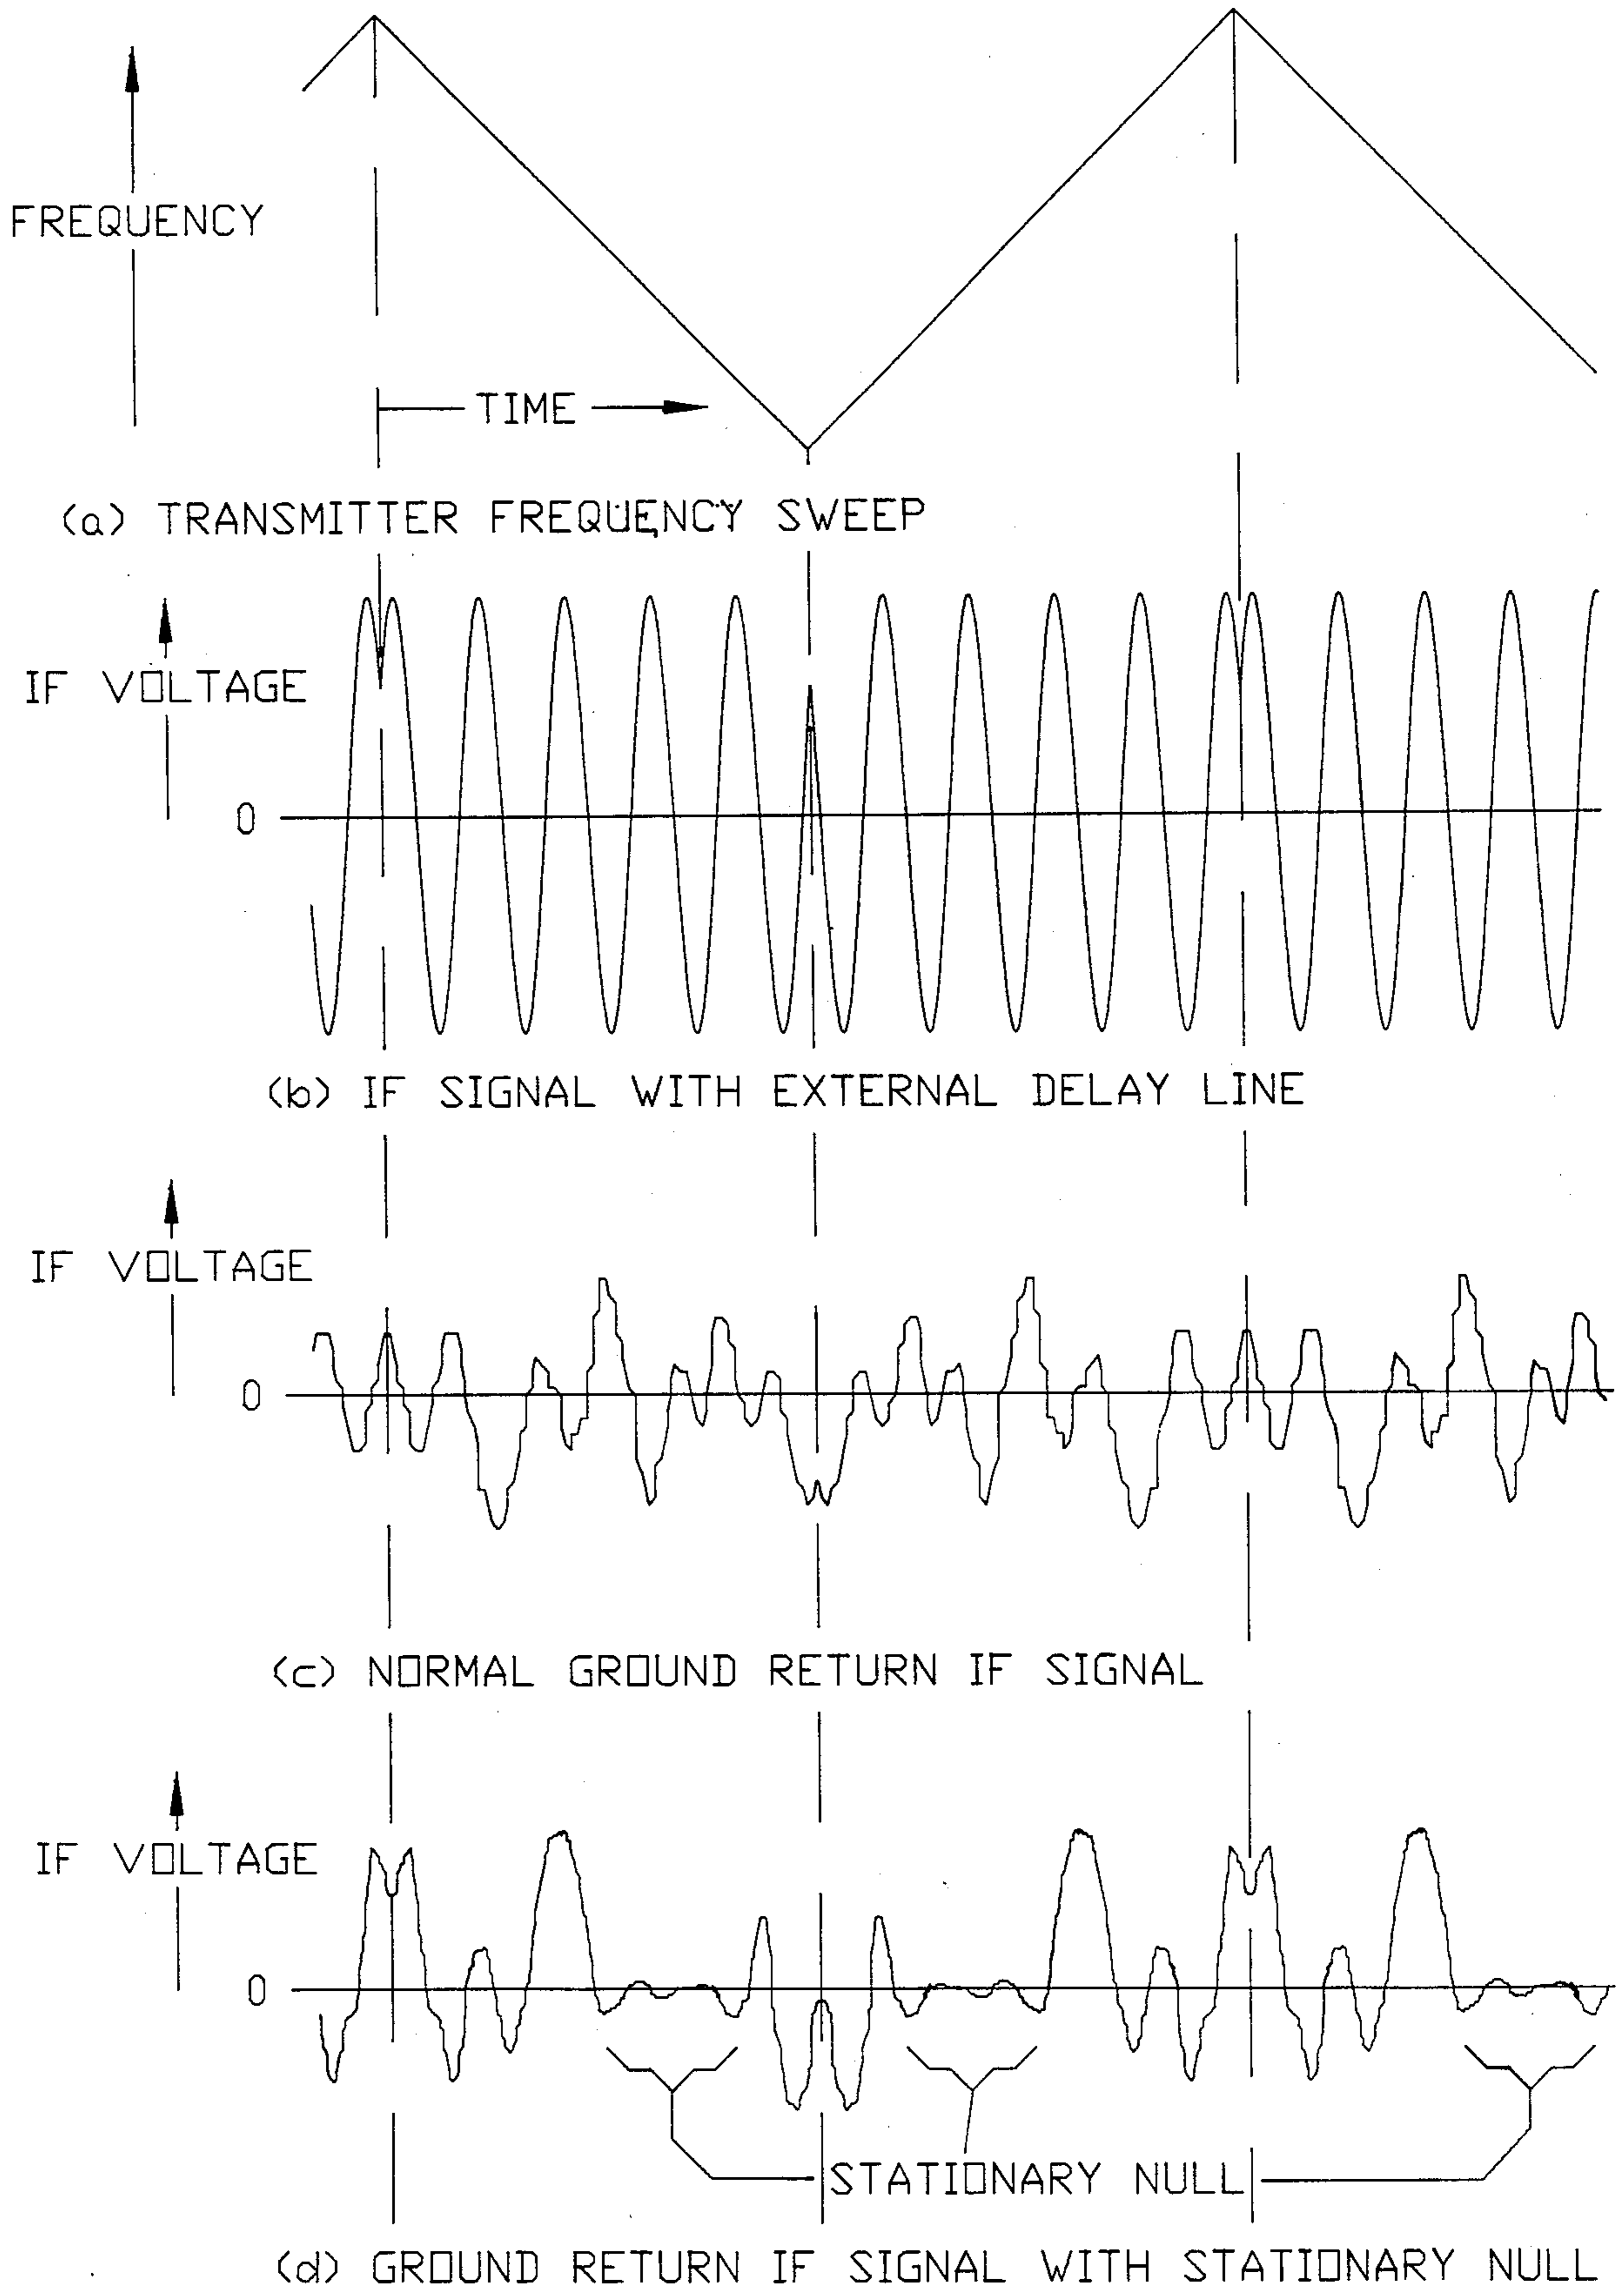 FREQUENCY
TIME
(a) TRANSMITTER FREQUENCY SWEEP
IF VOLTAGE
0
(b) IF SIGNAL WITH EXTERNAL DELAY LINE
IF VOLTAGE
0
(c) NORMAL GROUND RETURN IF SIGNAL
IF VOLTAGE
0
STATIONARY NULL
(d) GROUND RETURN IF SIGNAL WITH STATIONARY NULL